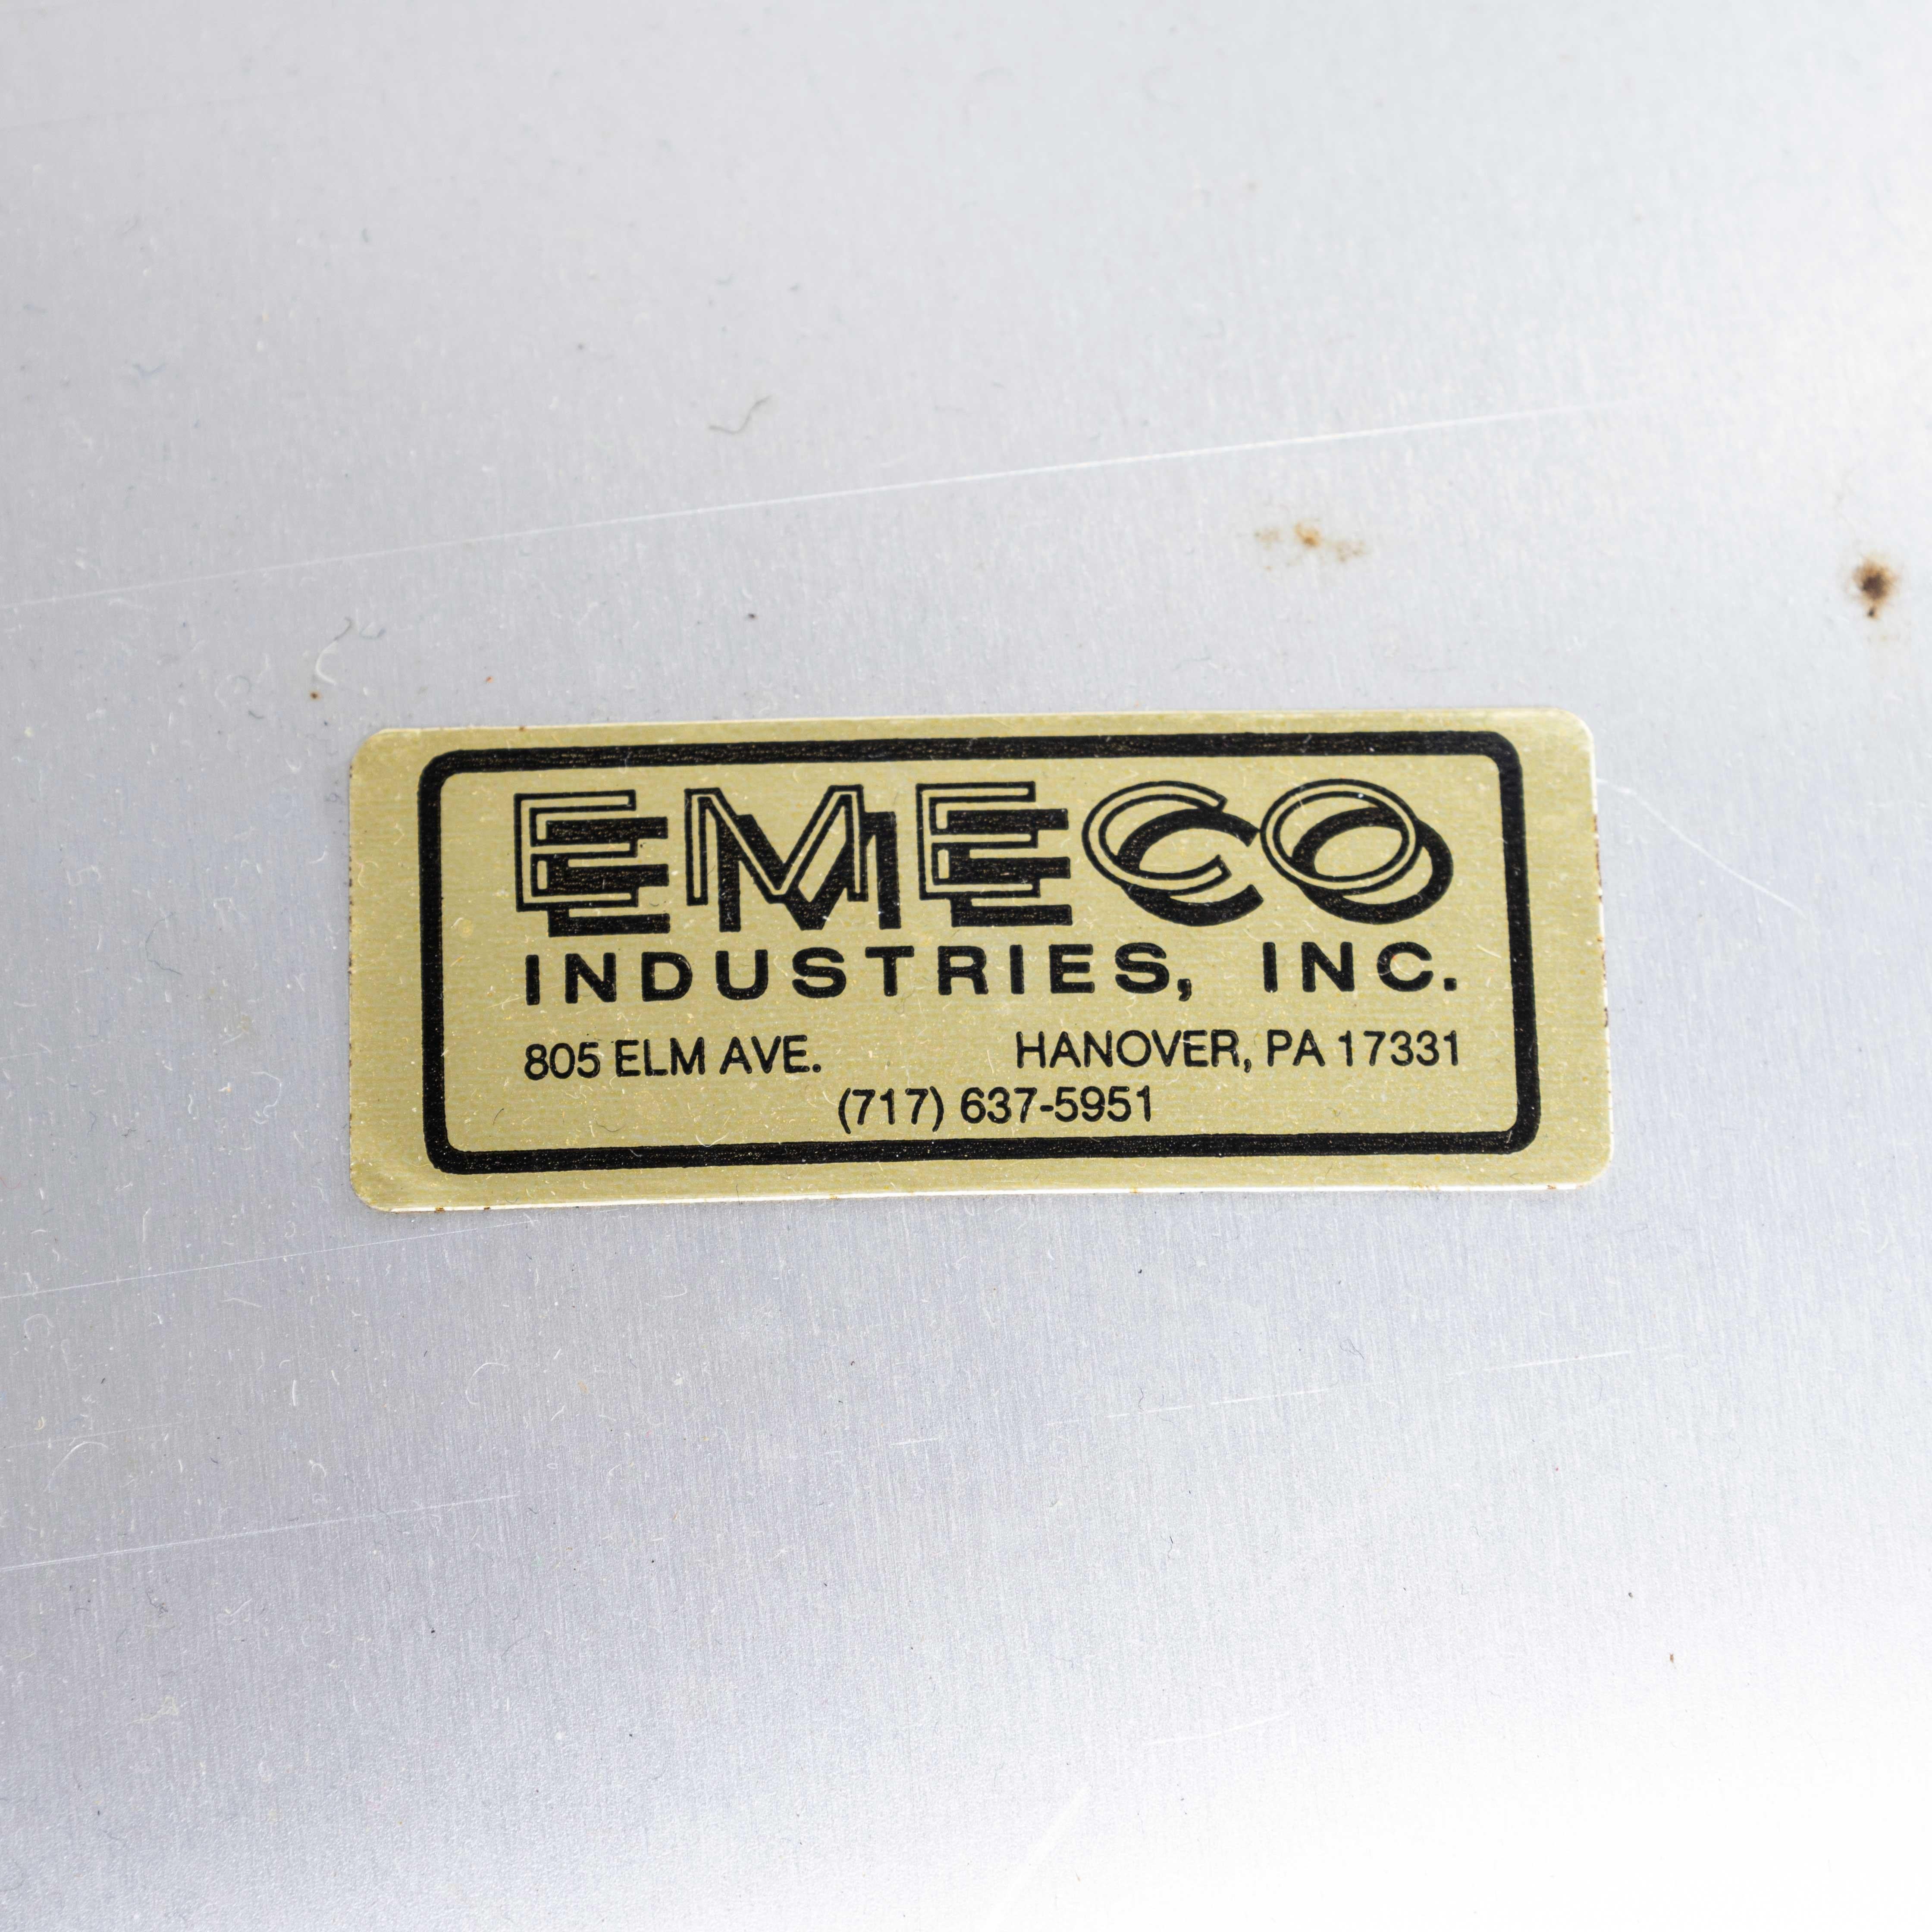 EMECO
INDUSTRIES, INC.
805 ELM AVE. HANOVER, PA 17331
(717) 637-5951